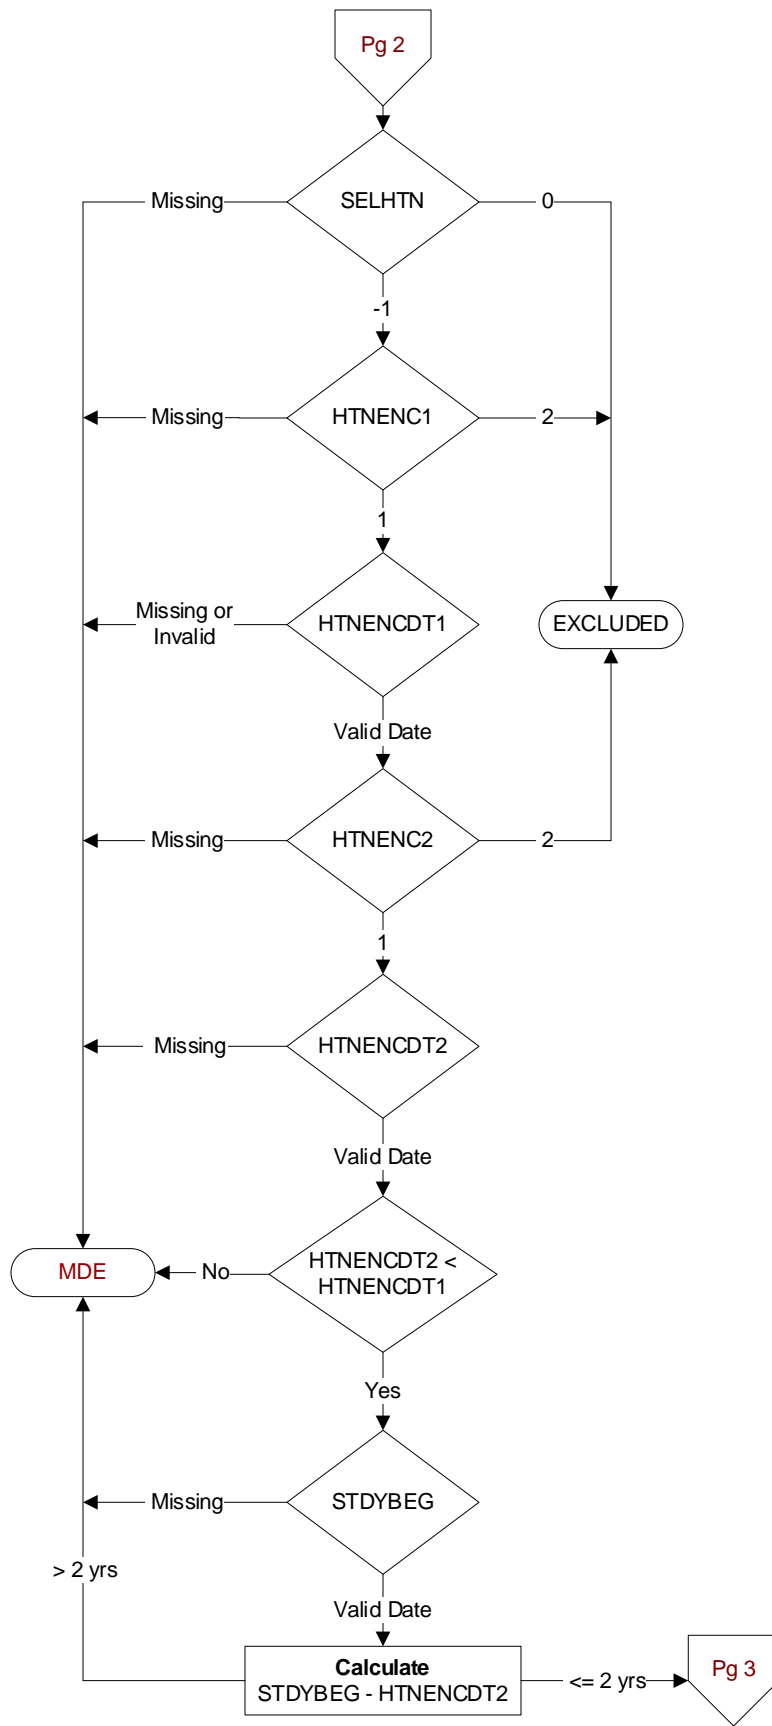 Pg 2
Missing
SELHTN
0
-1
Missing
HTNENC1
2
1
Missing or
Invalid
HTNENCDT1
EXCLUDED
Valid Date
Missing
HTNENC2
2
1
Missing
HTNENCDT2
Valid Date
MDE
No
HTNENCDT2 <
HTNENCDT1
Yes
Missing
STDYBEG
> 2 yrs
Valid Date
Calculate
STDYBEG - HTNENCDT2
<= 2 yrs
Pg 3